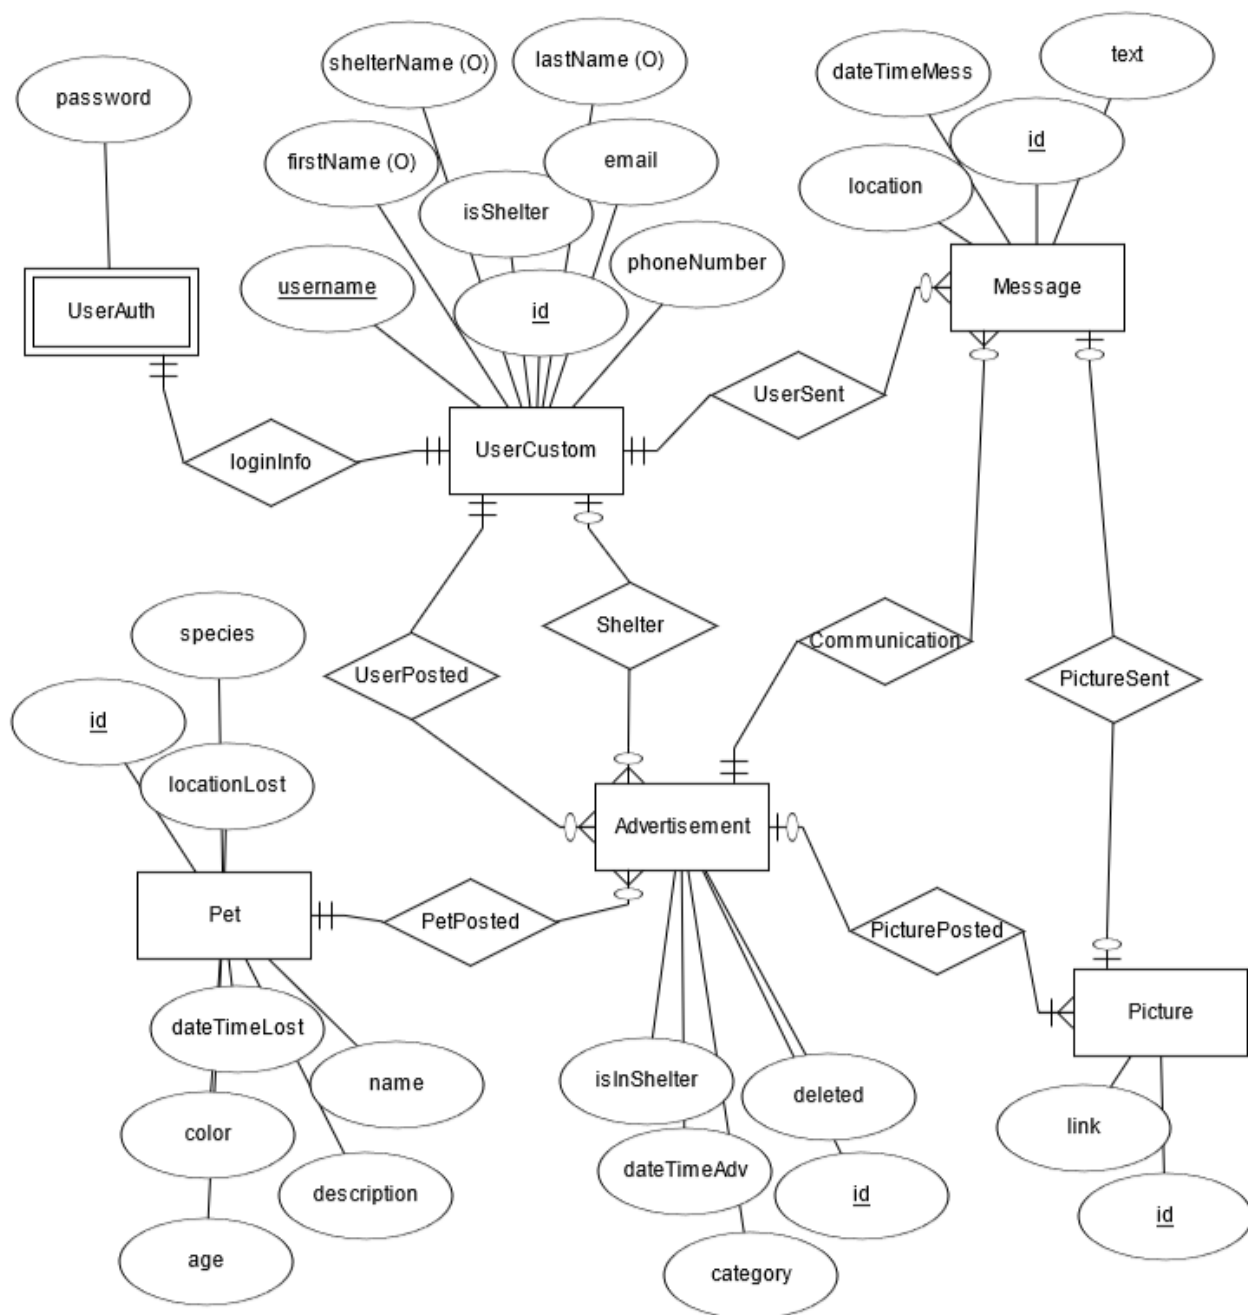 shelterName (O)
lastName (O)
text
dateTimeMess
password
id
firstName (O)
email
location
isShelter
phoneNumber
username
id
Message
UserAuth
UserSent
UserCustom
loginInfo
Shelter
Communication
species
UserPosted
PictureSent
id
locationLost
Advertisement
Pet
PetPosted
PicturePosted
Picture
dateTimeLost
isInShelter
name
deleted
link
color
dateTimeAdv
description
id
id
age
category